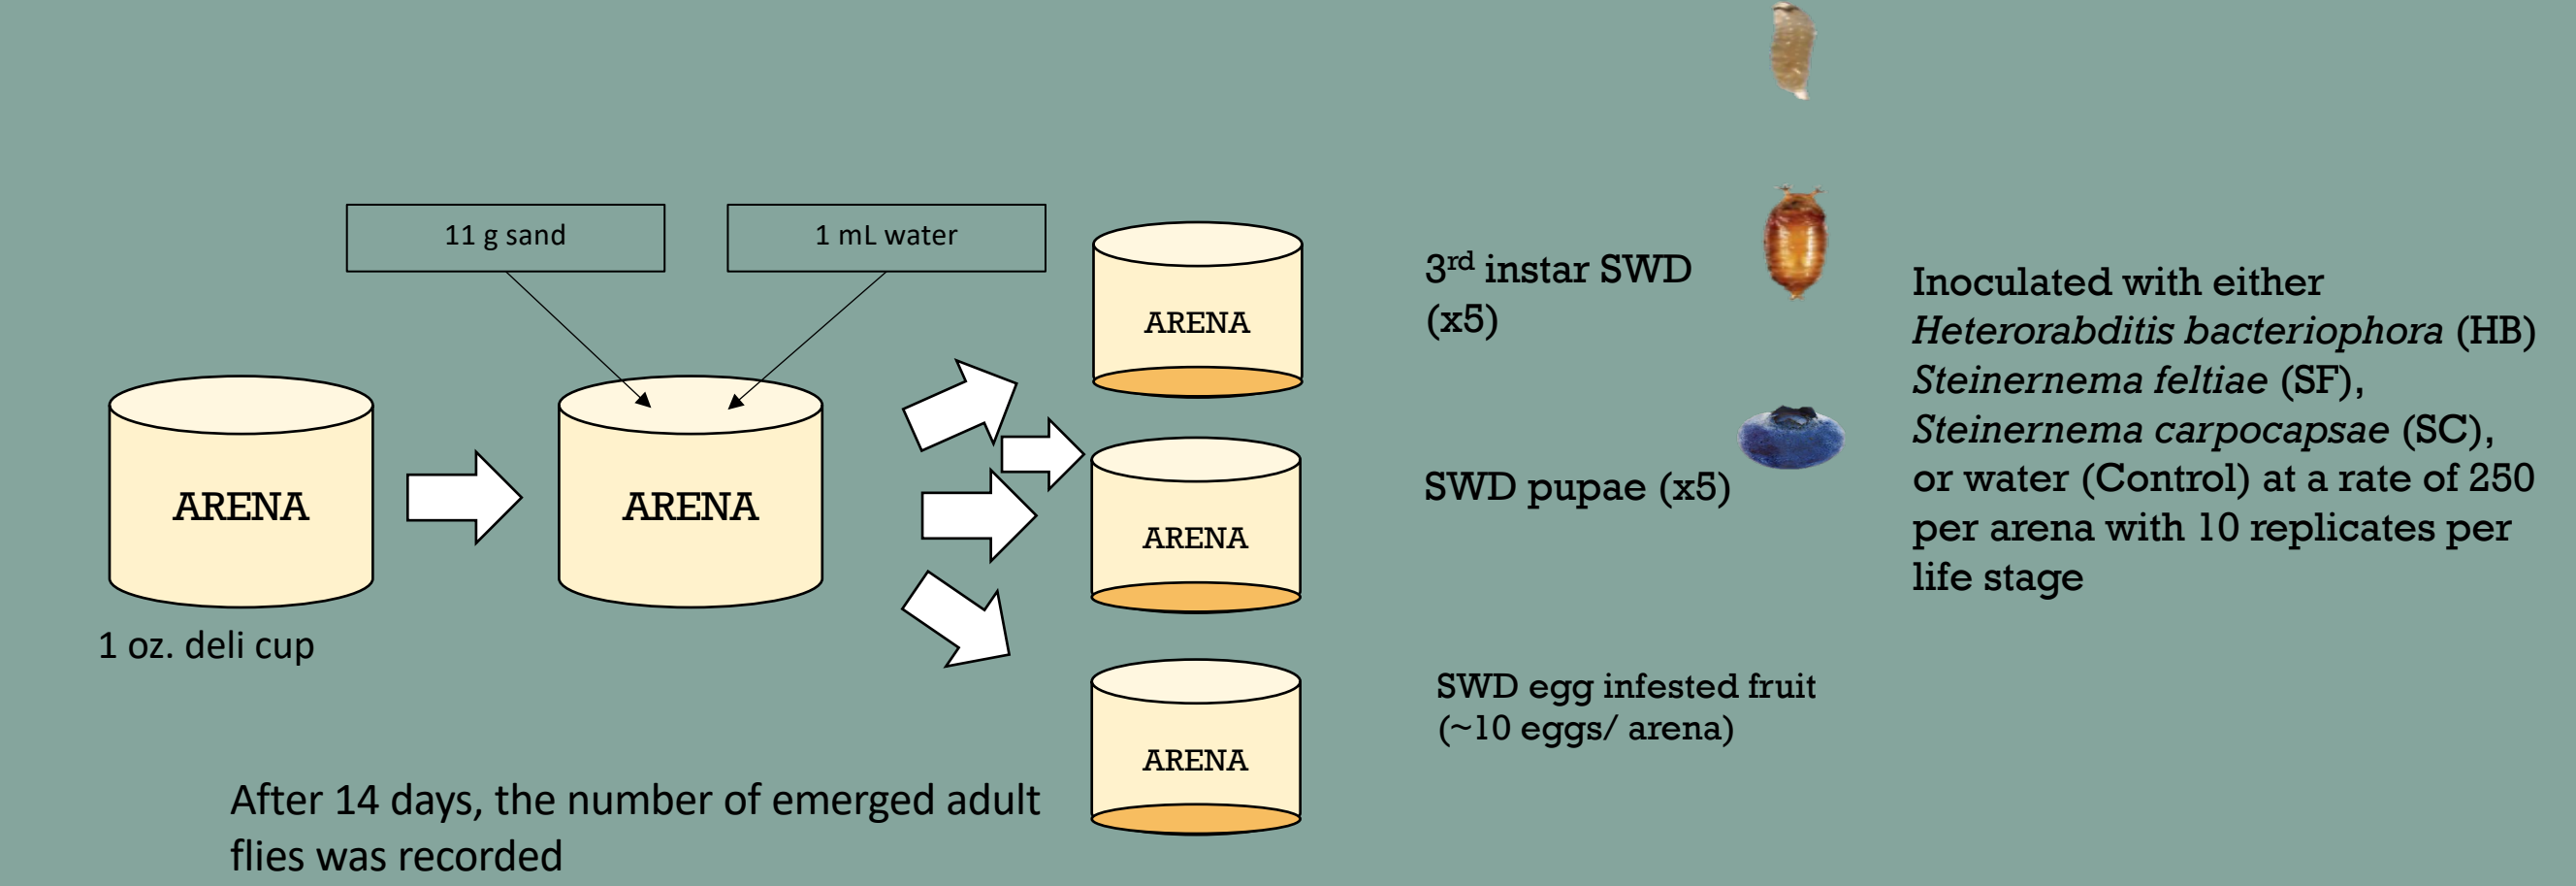 11 g sand
1 mL water
ARENA
1 oz. deli cup
ARENA
ARENA
ARENA
ARENA
3rd instar SWD
(x5)
SWD pupae (x5)
SWD egg infested fruit
(~10 eggs/ arena)
Inoculated with either
Heterorabditis bacteriophora (HB)
Steinernema feltiae (SF),
Steinernema carpocapsae (SC),
or water (Control) at a rate of 250
per arena with 10 replicates per
life stage
After 14 days, the number of emerged adult
flies was recorded